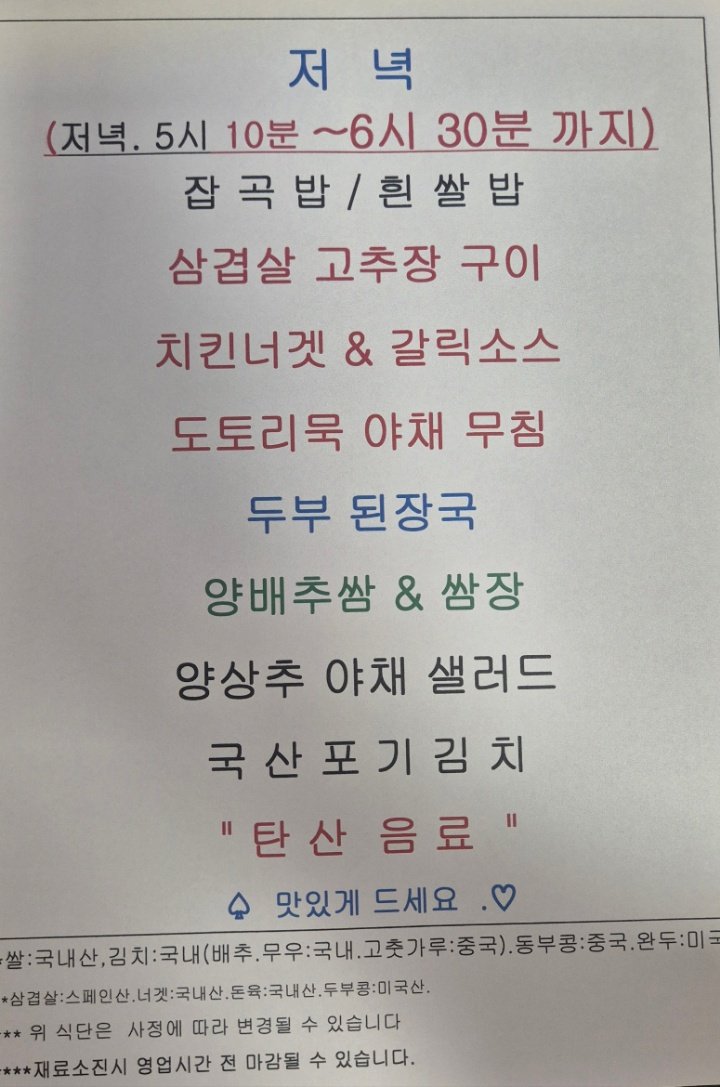 저 녁
(저녁. 5시 10분 ~6시 30분 까지)
잡 곡 밥 / 흰 쌀 밥
삼겹살 고추장 구이
치킨너겟 & 갈릭소스
도토리묵 야채 무침
두부 된장국
양배추쌈 & 쌈장
양상추 야채 샐러드
국 산 포 기 김 치
" 탄 산 음 료 "
♤ 맛있게 드세요 .♡
*쌀:국내산,김치:국내(배추.무우:국내.고춧가루:중국).동부콩:중국.완두:미국
*삼겹살:스페인산.너겟:국내산.돈육:국내산.두부콩:미국산.
** 위 식단은 사정에 따라 변경될 수 있습니다
****재료소진시 영업시간 전 마감될 수 있습니다.